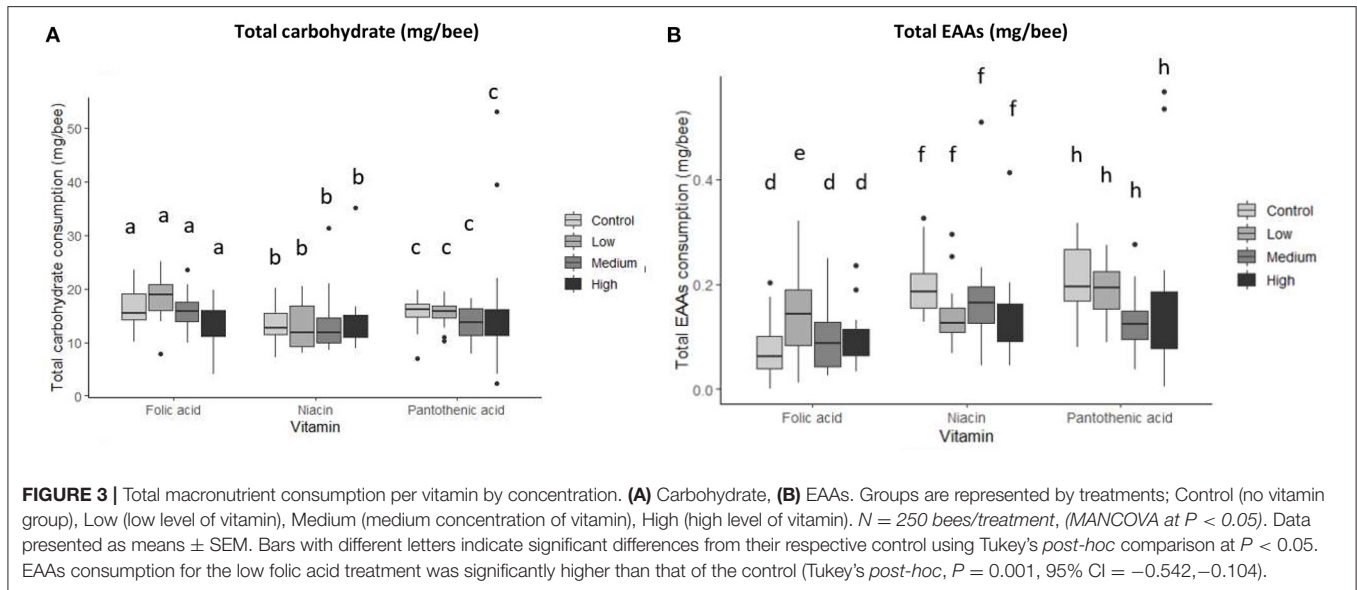 A
Total carbohydrate (mg/bee)
Total carbohydrate consumption (mg/bee)
50
40
30
20
10
0
a
a
a
a
b
b
b
b
c
c
c
c
Folic acid
Niacin
Pantothenic acid
Vitamin
Control
Low
Medium
High
B
Total EAAs (mg/bee)
Total EAAs consumption (mg/bee)
0.4
0.2
0.0
d
e
d
d
f
f
f
f
h
h
h
h
Folic acid
Niacin
Pantothenic acid
Vitamin
Control
Low
Medium
High
FIGURE 3 | Total macronutrient consumption per vitamin by concentration. (A) Carbohydrate, (B) EAAs. Groups are represented by treatments; Control (no vitamin
group), Low (low level of vitamin), Medium (medium concentration of vitamin), High (high level of vitamin). N = 250 bees/treatment, (MANCOVA at P < 0.05). Data
presented as means ± SEM. Bars with different letters indicate significant differences from their respective control using Tukey's post-hoc comparison at P < 0.05.
EAAs consumption for the low folic acid treatment was significantly higher than that of the control (Tukey's post-hoc, P = 0.001, 95% CI = −0.542,−0.104).